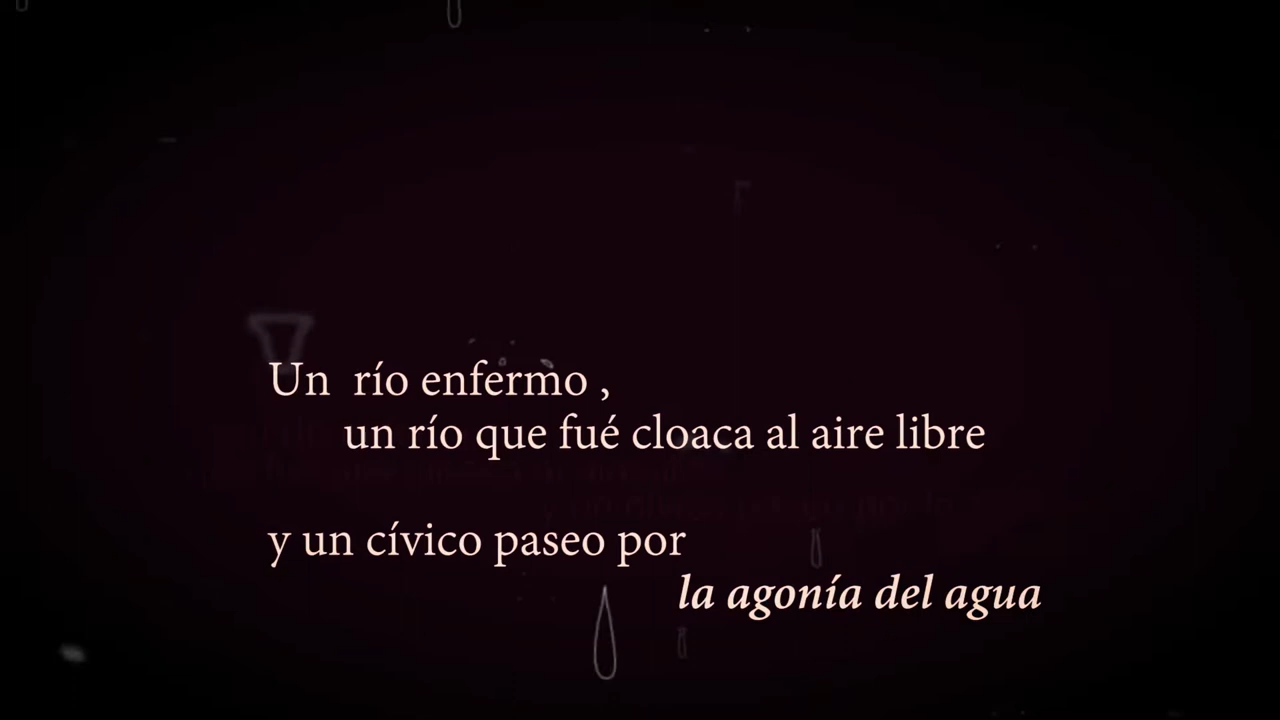 Un río enfermo ,
un río que fué cloaca al aire libre
y un cívico paseo por
la agonía del agua